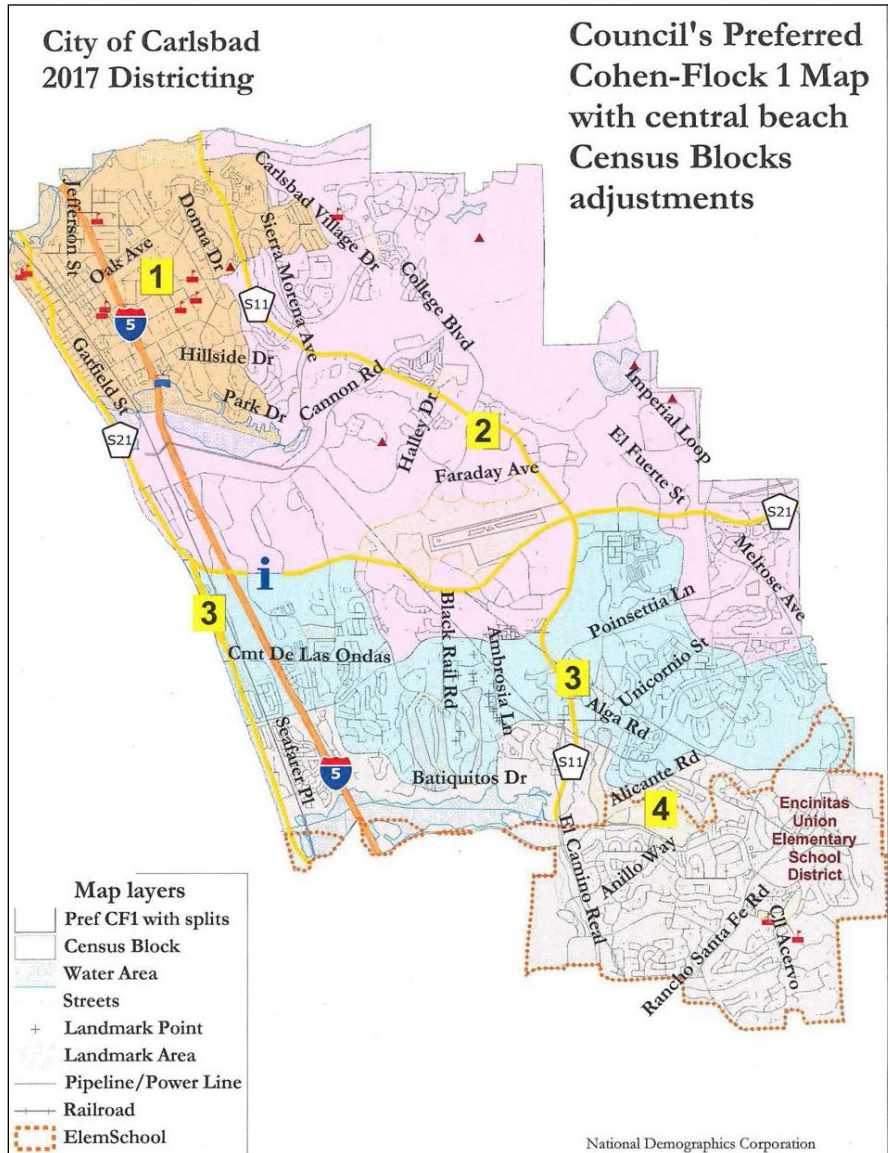 City of Carlsbad
2017 Districting
Council's Preferred
Cohen-Flock 1 Map
with central beach
Census Blocks
adjustments
Jefferson St
Oak Ave
Donna Dr
Carlsbad Village Dr
Sierra Morena Ave
College Blvd
1
S11
5
Hillside Dr
Garfield St
Park Dr
Cannon Rd
Halley Dr
S21
2
Imperial Loop
El Fuerte St
Faraday Ave
S21
Melrose Ave
i
3
Black Rail Rd
Ambrosia Ln
Poinsettia Ln
Cmt De Las Ondas
3
Unicornio St
Alga Rd
Seafarer Pl
5
Batiquitos Dr
S11
Alicante Rd
4
Encinitas
Union
Elementary
School
District
El Camino Real
Anillo Way
Rancho Santa Fe Rd
Cll Acervo
Map layers
Pref CF1 with splits
Census Block
Water Area
Streets
Landmark Point
Landmark Area
Pipeline/Power Line
Railroad
ElemSchool
National Demographics Corporation